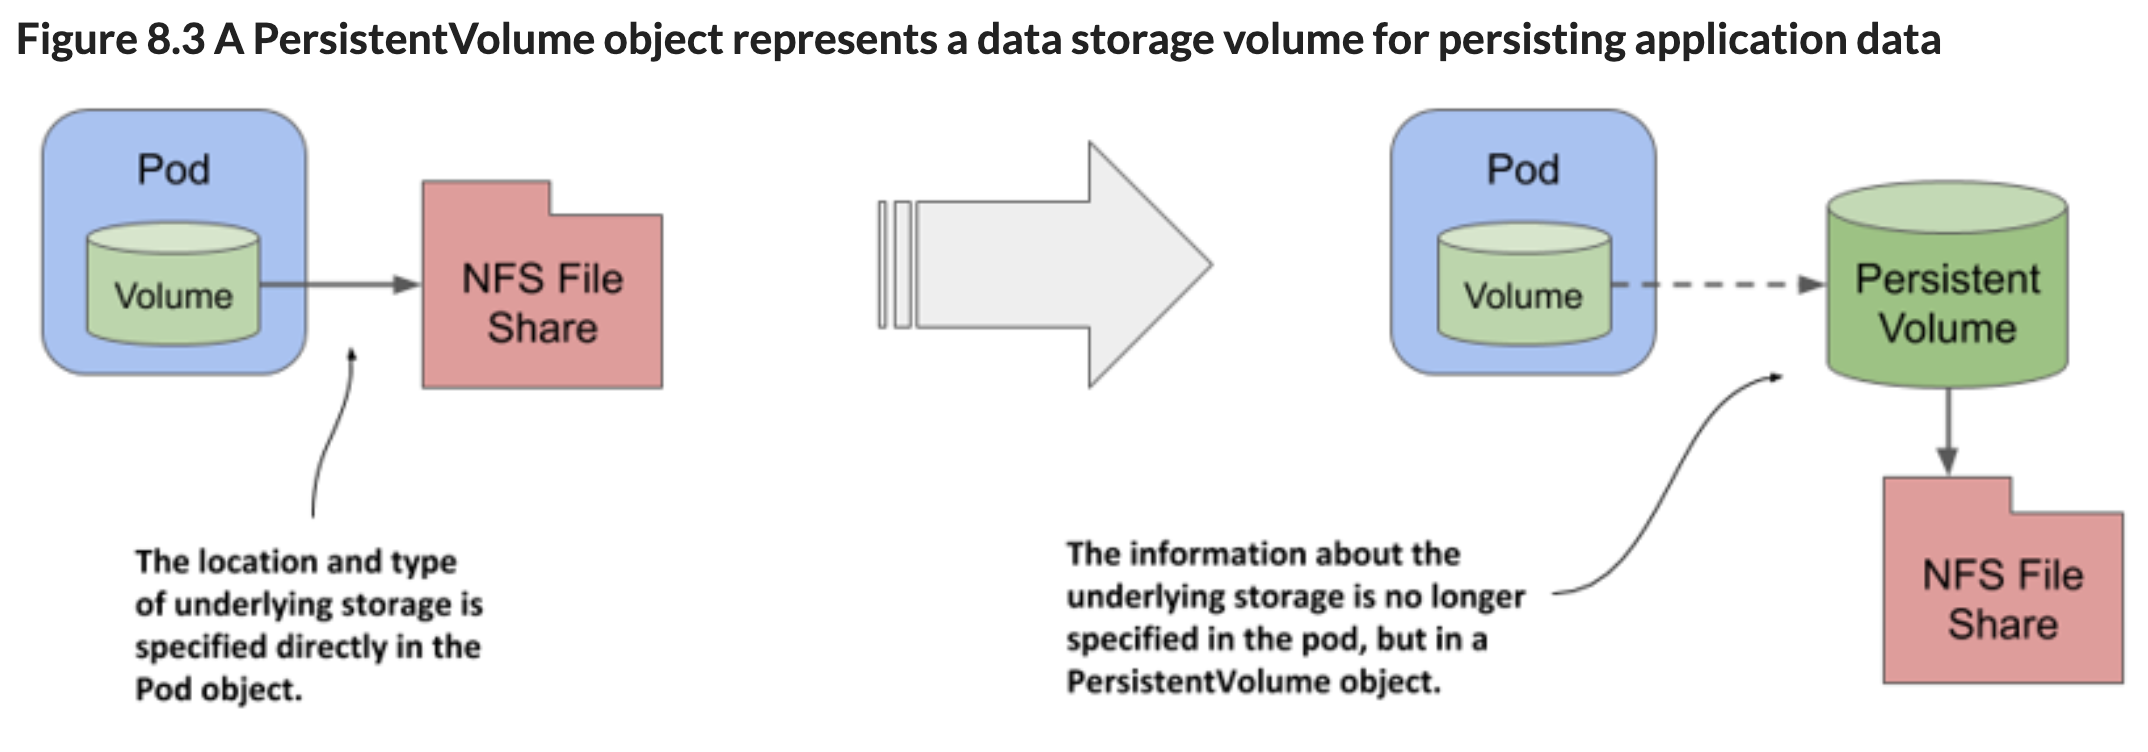 Figure 8.3 A PersistentVolume object represents a data storage volume for persisting application data
Pod
Volume
NFS File
Share
The location and type
of underlying storage is
specified directly in the
Pod object.
Pod
Volume
Persistent
Volume
NFS File
Share
The information about the
underlying storage is no longer
specified in the pod, but in a
PersistentVolume object.